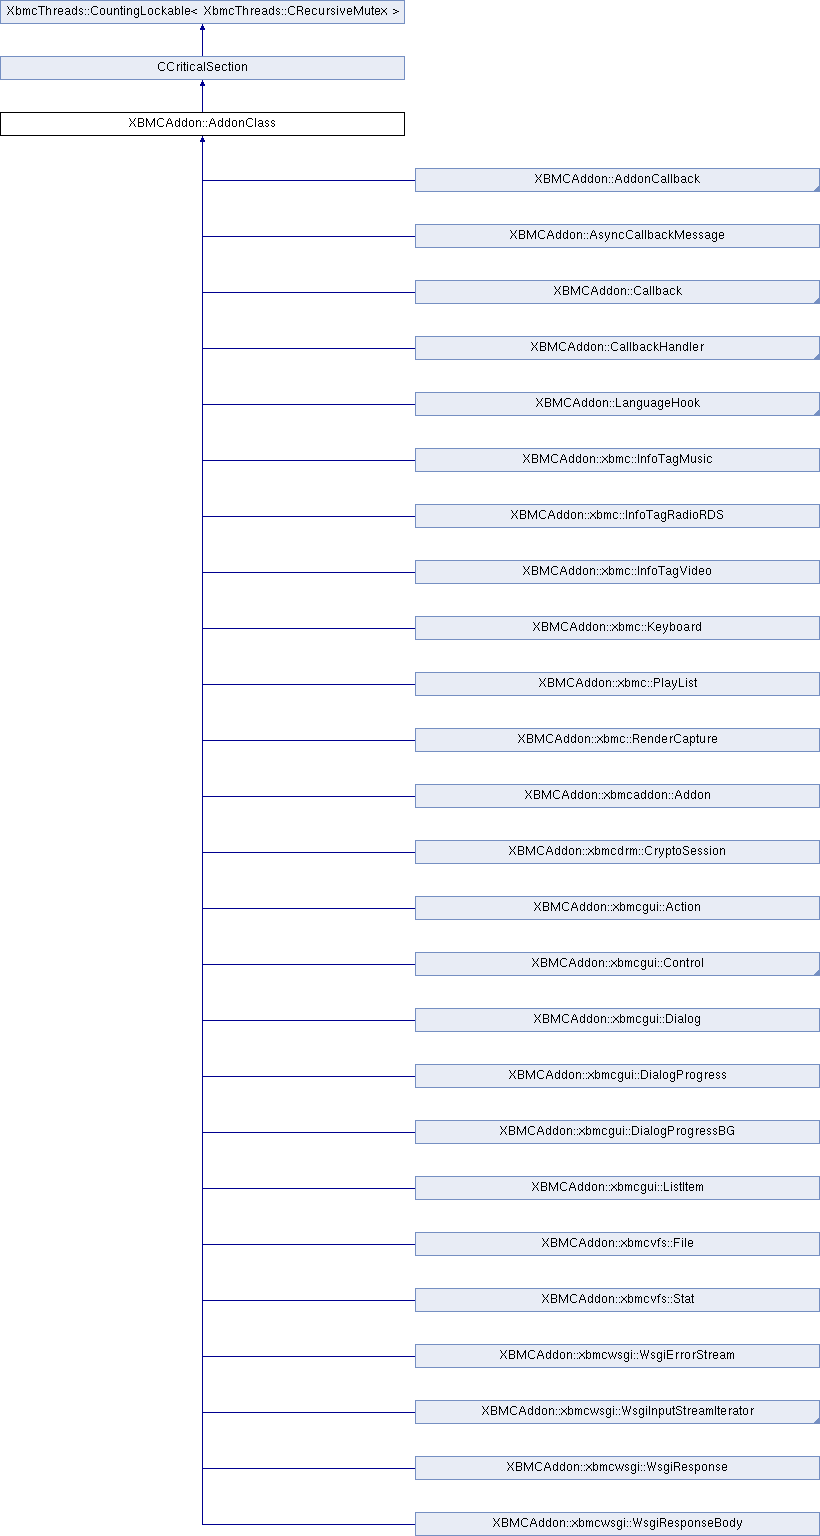 XbmcThreads::CountingLockable< XbmcThreads::CRecursiveMutex >
CCriticalSection
XBMCAddon::AddonClass
XBMCAddon::AddonCallback
XBMCAddon::AsyncCallbackMessage
XBMCAddon::Callback
XBMCAddon::CallbackHandler
XBMCAddon::LanguageHook
XBMCAddon::xbmc::InfoTagMusic
XBMCAddon::xbmc::InfoTagRadioRDS
XBMCAddon::xbmc::InfoTagVideo
XBMCAddon::xbmc::Keyboard
XBMCAddon::xbmc::PlayList
XBMCAddon::xbmc::RenderCapture
XBMCAddon::xbmcaddon::Addon
XBMCAddon::xbmcdrm::CryptoSession
XBMCAddon::xbmcgui::Action
XBMCAddon::xbmcgui::Control
XBMCAddon::xbmcgui::Dialog
XBMCAddon::xbmcgui::DialogProgress
XBMCAddon::xbmcgui::DialogProgressBG
XBMCAddon::xbmcgui::ListItem
XBMCAddon::xbmcvfs::File
XBMCAddon::xbmcvfs::Stat
XBMCAddon::xbmcwsgi::WsgiErrorStream
XBMCAddon::xbmcwsgi::WsgiInputStreamIterator
XBMCAddon::xbmcwsgi::WsgiResponse
XBMCAddon::xbmcwsgi::WsgiResponseBody